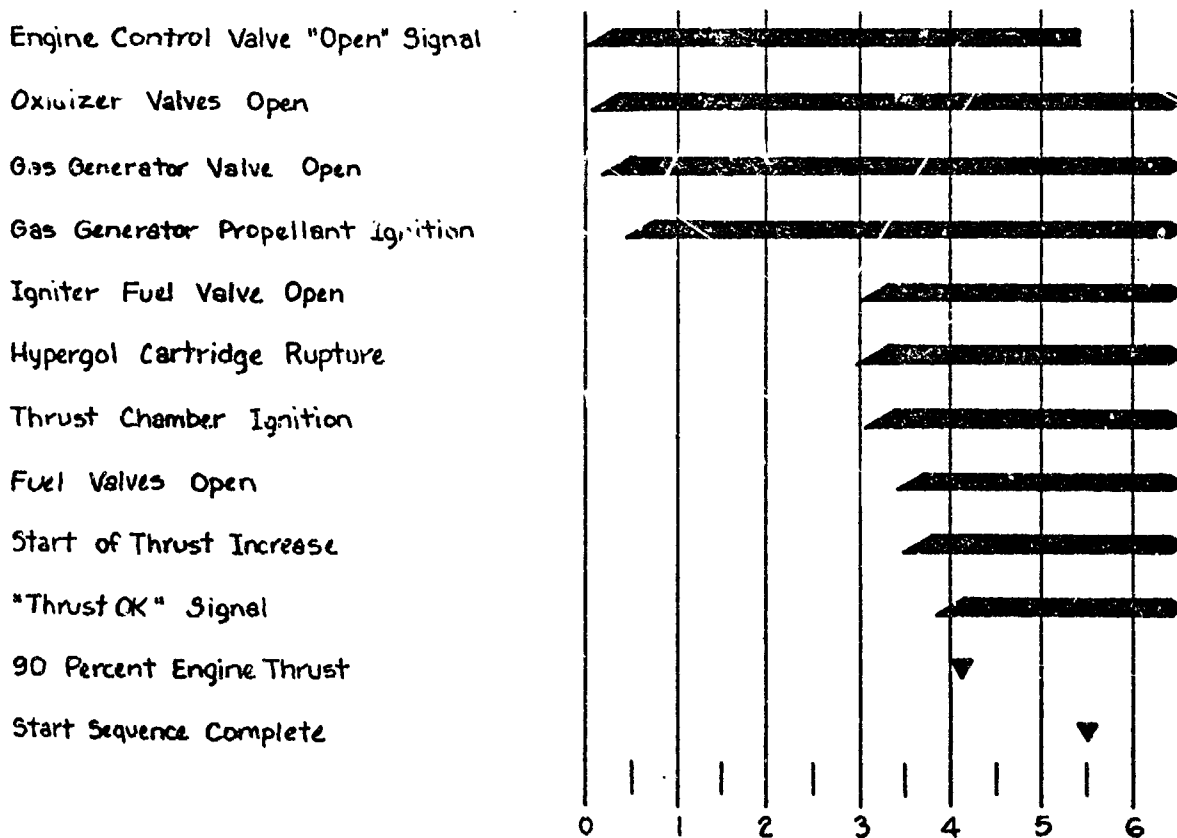 Engine Control Valve "Open" Signal
Oxidizer Valves Open
Gas Generator Valve Open
Gas Generator Propellant Ignition
Igniter Fuel Valve Open
Hypergol Cartridge Rupture
Thrust Chamber Ignition
Fuel Valves Open
Start of Thrust Increase
"Thrust OK" Signal
90 Percent Engine Thrust
Start Sequence Complete
0 1 2 3 4 5 6